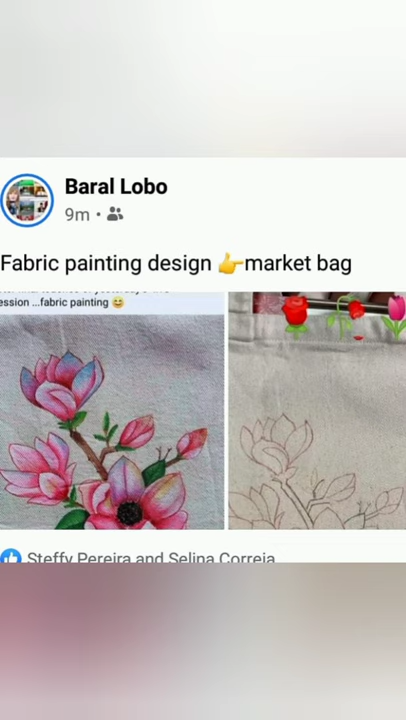 Baral Lobo
9m
Fabric painting design 👉market bag
ession ...fabric painting 😄
Steffy Pereira and Selina Correia